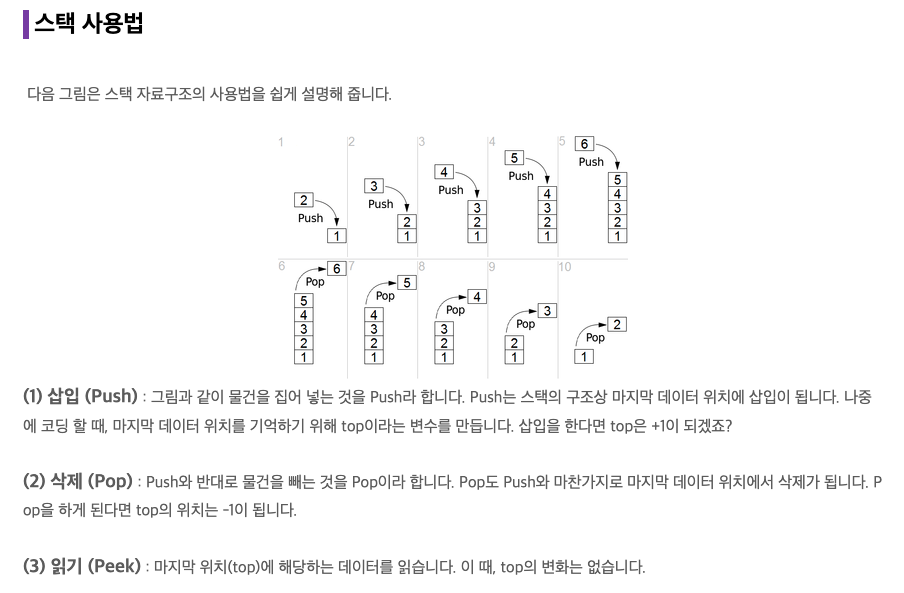 스택 사용법
다음 그림은 스택 자료구조의 사용법을 쉽게 설명해 줍니다.
1 2 3 4 5
2 Push 1
3 Push 2 1
4 Push 3 2 1
5 Push 4 3 2 1
6 Push 5 4 3 2 1
6 7 8 9 10
6 Pop 5 4 3 2 1
5 Pop 4 3 2 1
4 Pop 3 2 1
3 Pop 2 1
2 Pop 1
(1) 삽입 (Push) : 그림과 같이 물건을 집어 넣는 것을 Push라 합니다. Push는 스택의 구조상 마지막 데이터 위치에 삽입이 됩니다. 나중
에 코딩 할 때, 마지막 데이터 위치를 기억하기 위해 top이라는 변수를 만듭니다. 삽입을 한다면 top은 +1이 되겠죠?
(2) 삭제 (Pop) : Push와 반대로 물건을 빼는 것을 Pop이라 합니다. Pop도 Push와 마찬가지로 마지막 데이터 위치에서 삭제가 됩니다. P
op을 하게 된다면 top의 위치는 -1이 됩니다.
(3) 읽기 (Peek) : 마지막 위치(top)에 해당하는 데이터를 읽습니다. 이 때, top의 변화는 없습니다.